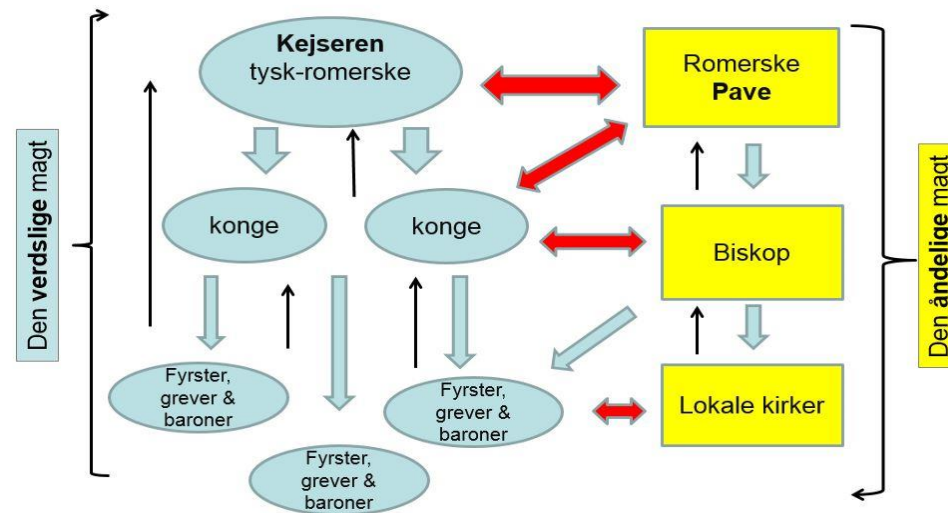 Den verdslige magt
Kejseren
tysk-romerske
Romerske
Pave
konge
konge
Biskop
Fyrster,
grever &
baroner
Fyrster,
grever &
baroner
Lokale kirker
Fyrster,
grever &
baroner
Den åndelige magt